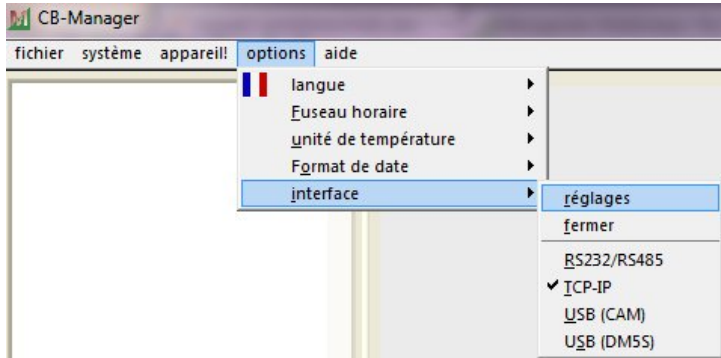 CB-Manager
fichier système appareil! options aide
langue
Fuseau horaire
unité de température
Format de date
interface
réglages
fermer
RS232/RS485
TCP-IP
USB (CAM)
USB (DM5S)